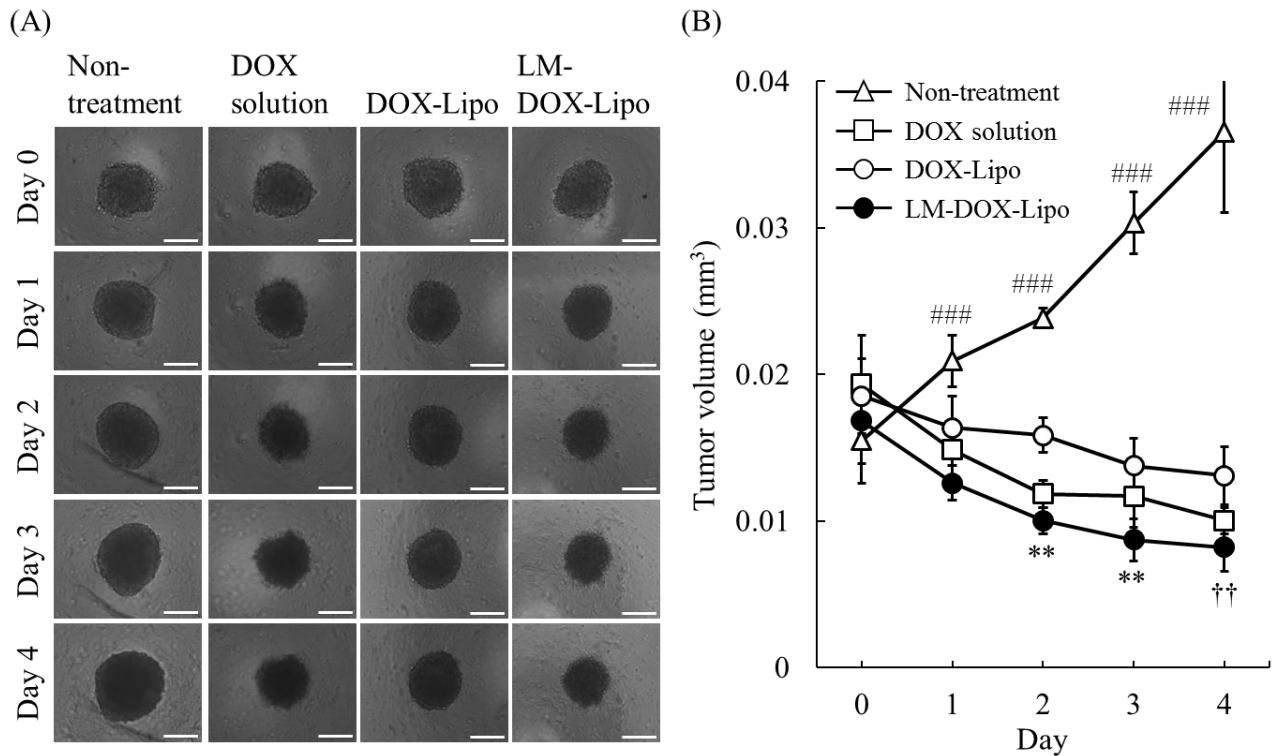 (A)
Non-
treatment
DOX
solution
DOX-Lipo
LM-
DOX-Lipo
Day 0
Day 1
Day 2
Day 3
Day 4
(B)
Tumor volume (mm³)
0.04
0.03
0.02
0.01
0
Non-treatment
DOX solution
DOX-Lipo
LM-DOX-Lipo
###
###
###
###
**
**
††
0 1 2 3 4
Day